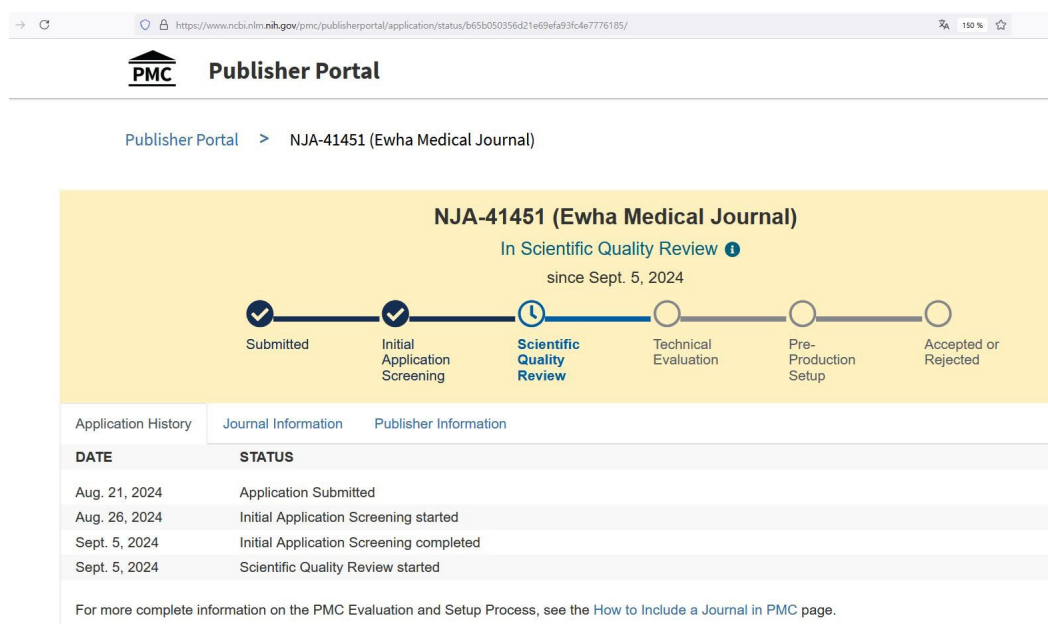 https://www.ncbi.nlm.nih.gov/pmc/publisherportal/application/status/b65b050356d21e69efa93fc4e7776185/ 150 %
PMC Publisher Portal
Publisher Portal > NJA-41451 (Ewha Medical Journal)
NJA-41451 (Ewha Medical Journal)
In Scientific Quality Review
since Sept. 5, 2024
Submitted
Initial Application Screening
Scientific Quality Review
Technical Evaluation
Pre-Production Setup
Accepted or Rejected
Application History Journal Information Publisher Information
DATE STATUS
Aug. 21, 2024 Application Submitted
Aug. 26, 2024 Initial Application Screening started
Sept. 5, 2024 Initial Application Screening completed
Sept. 5, 2024 Scientific Quality Review started
For more complete information on the PMC Evaluation and Setup Process, see the How to Include a Journal in PMC page.